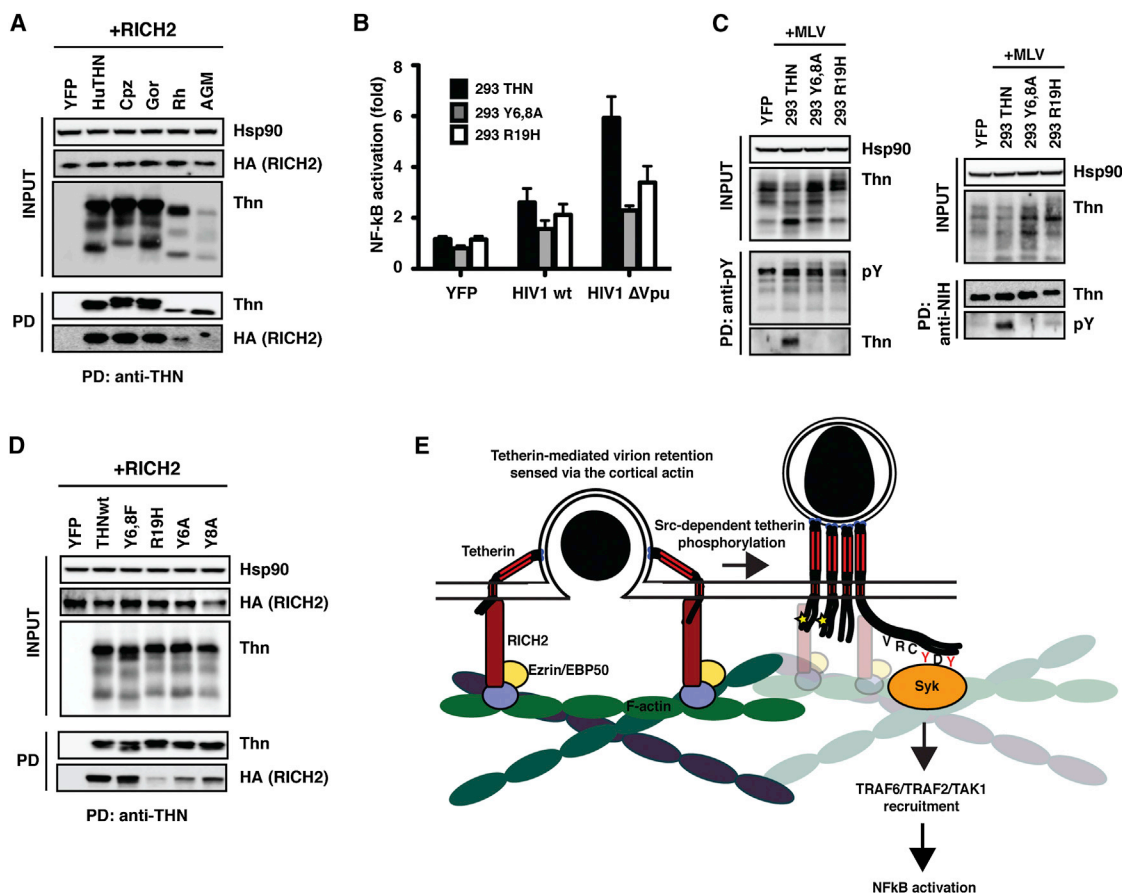 A
+RICH2
YFP
HuTHN
Cpz
Gor
Rh
AGM
INPUT
Hsp90
HA (RICH2)
Thn
PD
Thn
HA (RICH2)
PD: anti-THN
B
NF-kB activation (fold)
8
6
4
2
0
293 THN
293 Y6,8A
293 R19H
YFP
HIV1 wt
HIV1 ΔVpu
C
+MLV
YFP
293 THN
293 Y6,8A
293 R19H
INPUT
Hsp90
Thn
PD: anti-pY
pY
Thn
+MLV
YFP
293 THN
293 Y6,8A
293 R19H
INPUT
Hsp90
Thn
PD:
anti-NIH
Thn
pY
D
+RICH2
YFP
THNwt
Y6,8F
R19H
Y6A
Y8A
INPUT
Hsp90
HA (RICH2)
Thn
PD
Thn
HA (RICH2)
PD: anti-THN
E
Tetherin-mediated virion retention
sensed via the cortical actin
Src-dependent tetherin
phosphorylation
Tetherin
RICH2
Ezrin/EBP50
F-actin
V R C Y D Y
Syk
TRAF6/TRAF2/TAK1
recruitment
NFkB activation